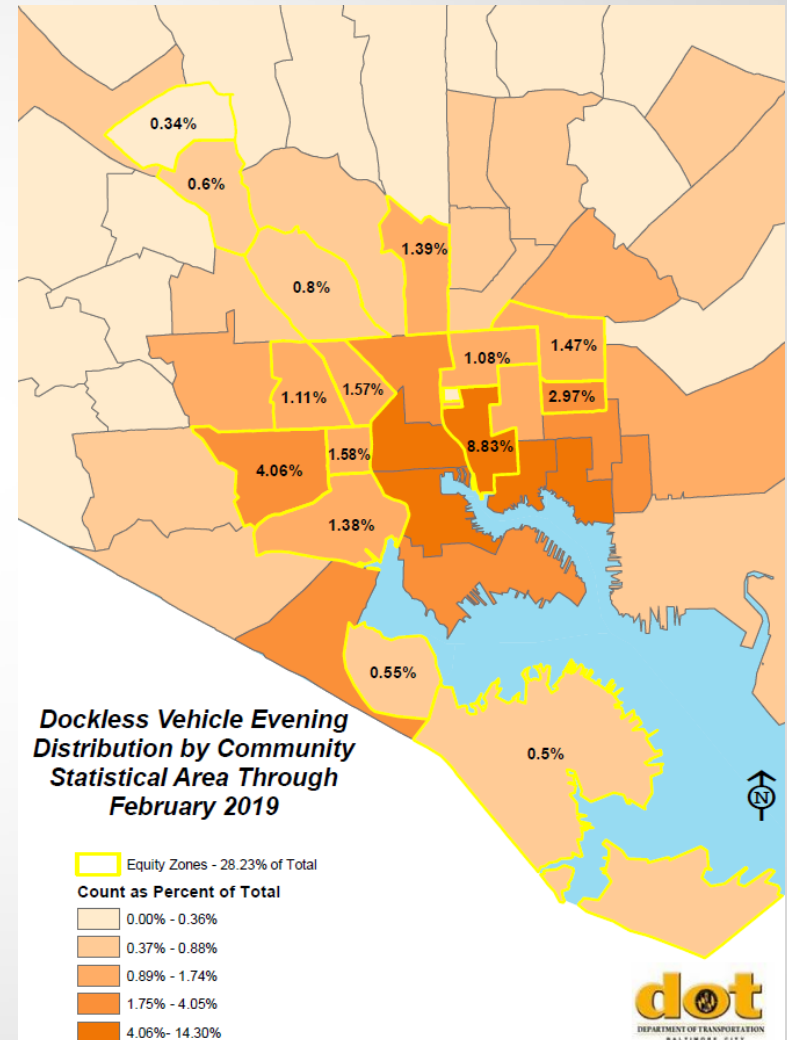 0.34%
0.6%
1.39%
0.8%
1.47%
1.08%
1.57%
1.11%
2.97%
8.83%
1.58%
4.06%
1.38%
0.55%
0.5%
Dockless Vehicle Evening
Distribution by Community
Statistical Area Through
February 2019
N
Equity Zones - 28.23% of Total
Count as Percent of Total
0.00% - 0.36%
0.37% - 0.88%
0.89% - 1.74%
1.75% - 4.05%
4.06%- 14.30%
dot
DEPARTMENT OF TRANSPORTATION
BALTIMORE CITY